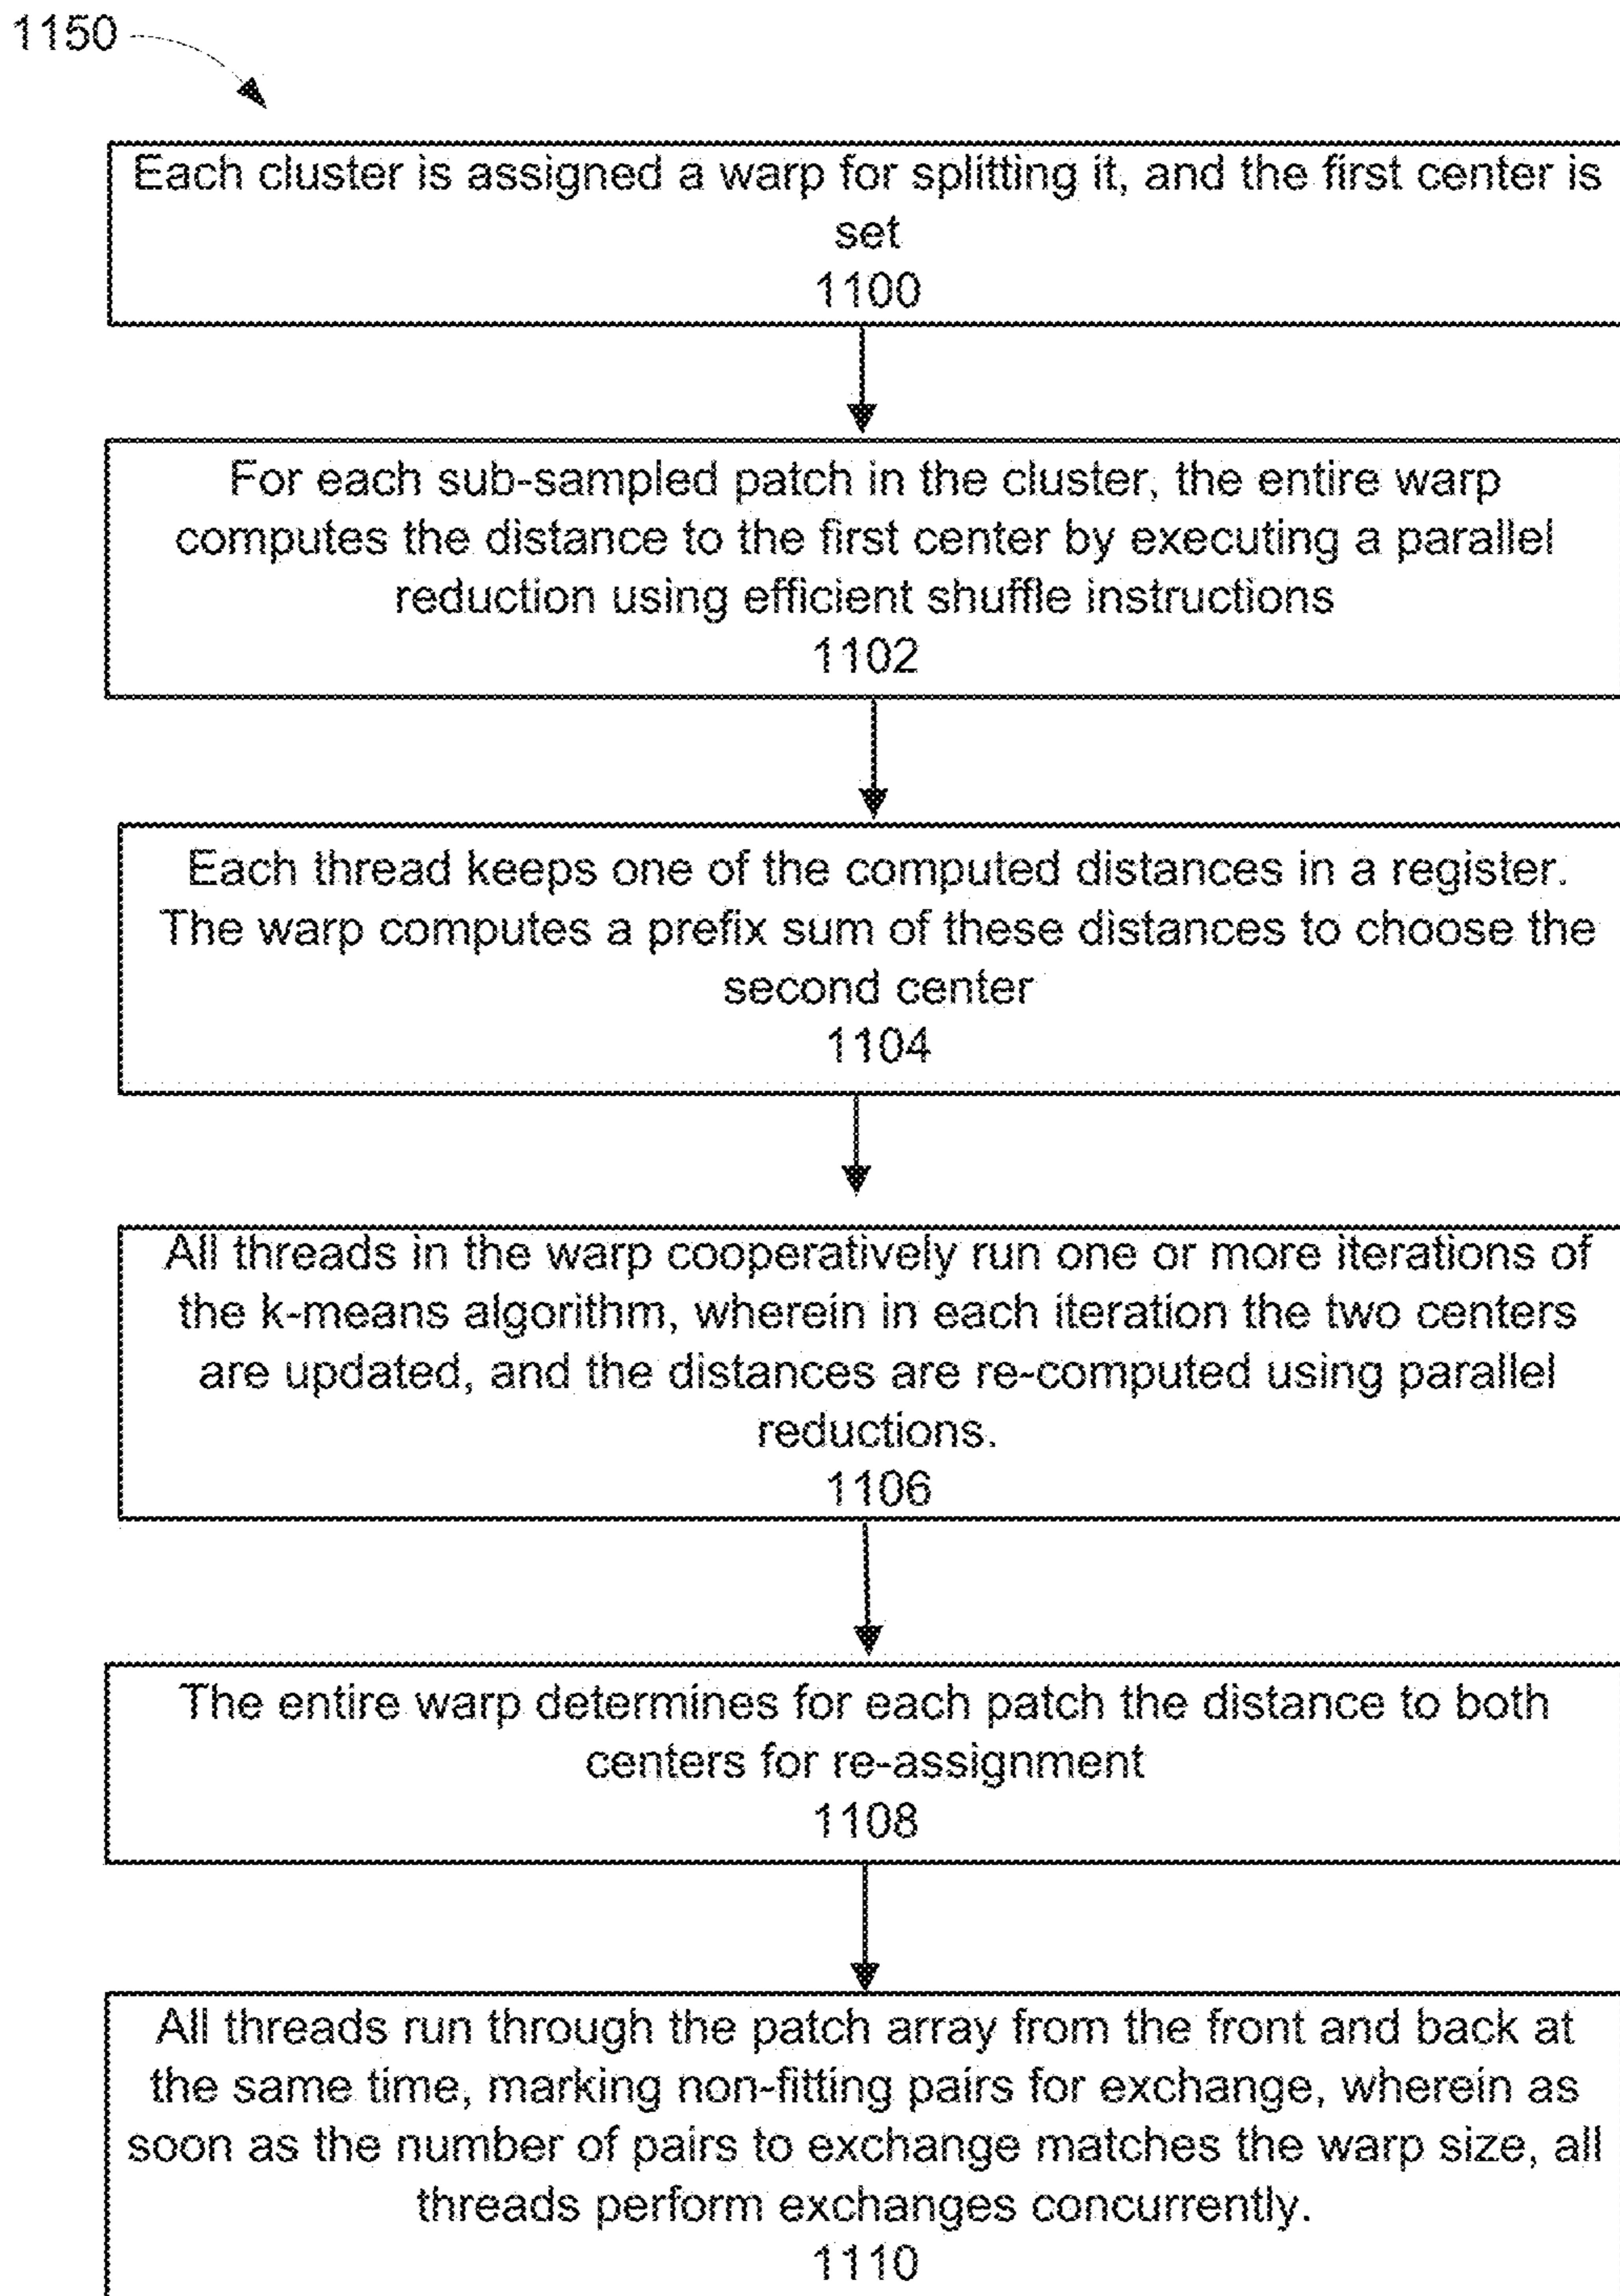 1150
Each cluster is assigned a warp for splitting it, and the first center is
set
1100
For each sub-sampled patch in the cluster, the entire warp
computes the distance to the first center by executing a parallel
reduction using efficient shuffle instructions
1102
Each thread keeps one of the computed distances in a register.
The warp computes a prefix sum of these distances to choose the
second center
1104
All threads in the warp cooperatively run one or more iterations of
the k-means algorithm, wherein in each iteration the two centers
are updated, and the distances are re-computed using parallel
reductions.
1106
The entire warp determines for each patch the distance to both
centers for re-assignment
1108
All threads run through the patch array from the front and back at
the same time, marking non-fitting pairs for exchange, wherein as
soon as the number of pairs to exchange matches the warp size, all
threads perform exchanges concurrently.
1110